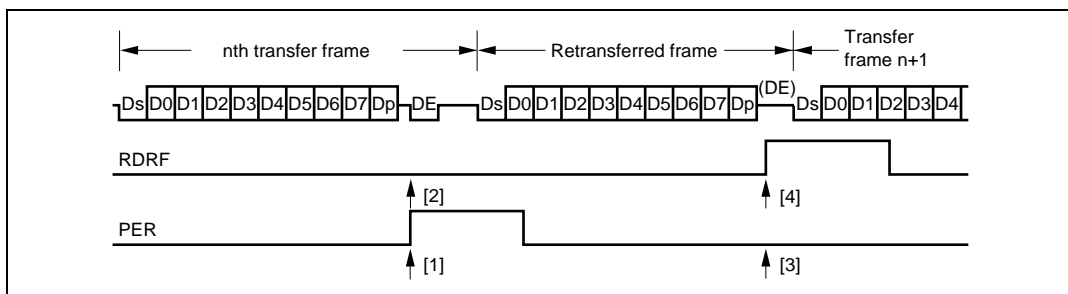 nth transfer frame
Retransferred frame
Transfer
frame n+1
Ds D0 D1 D2 D3 D4 D5 D6 D7 Dp DE Ds D0 D1 D2 D3 D4 D5 D6 D7 Dp (DE) Ds D0 D1 D2 D3 D4
RDRF
[2] [4]
PER
[1] [3]